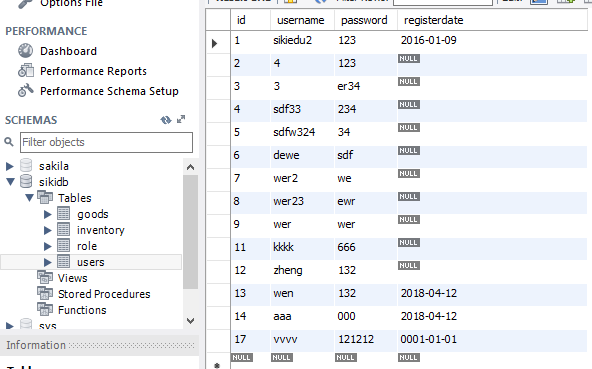 Options File
PERFORMANCE
Dashboard
Performance Reports
Performance Schema Setup
SCHEMAS
Filter objects
sakila
sikidb
Tables
goods
inventory
role
users
Views
Stored Procedures
Functions
sys
Information
id username password registerdate
1 sikiedu2 123 2016-01-09
2 4 123 NULL
3 3 er34 NULL
4 sdf33 234 NULL
5 sdfw324 34 NULL
6 dewe sdf NULL
7 wer2 we NULL
8 wer23 ewr NULL
9 wer wer NULL
11 kkkk 666 NULL
12 zheng 132 NULL
13 wen 132 2018-04-12
14 aaa 000 2018-04-12
17 vvvv 121212 0001-01-01
NULL NULL NULL NULL